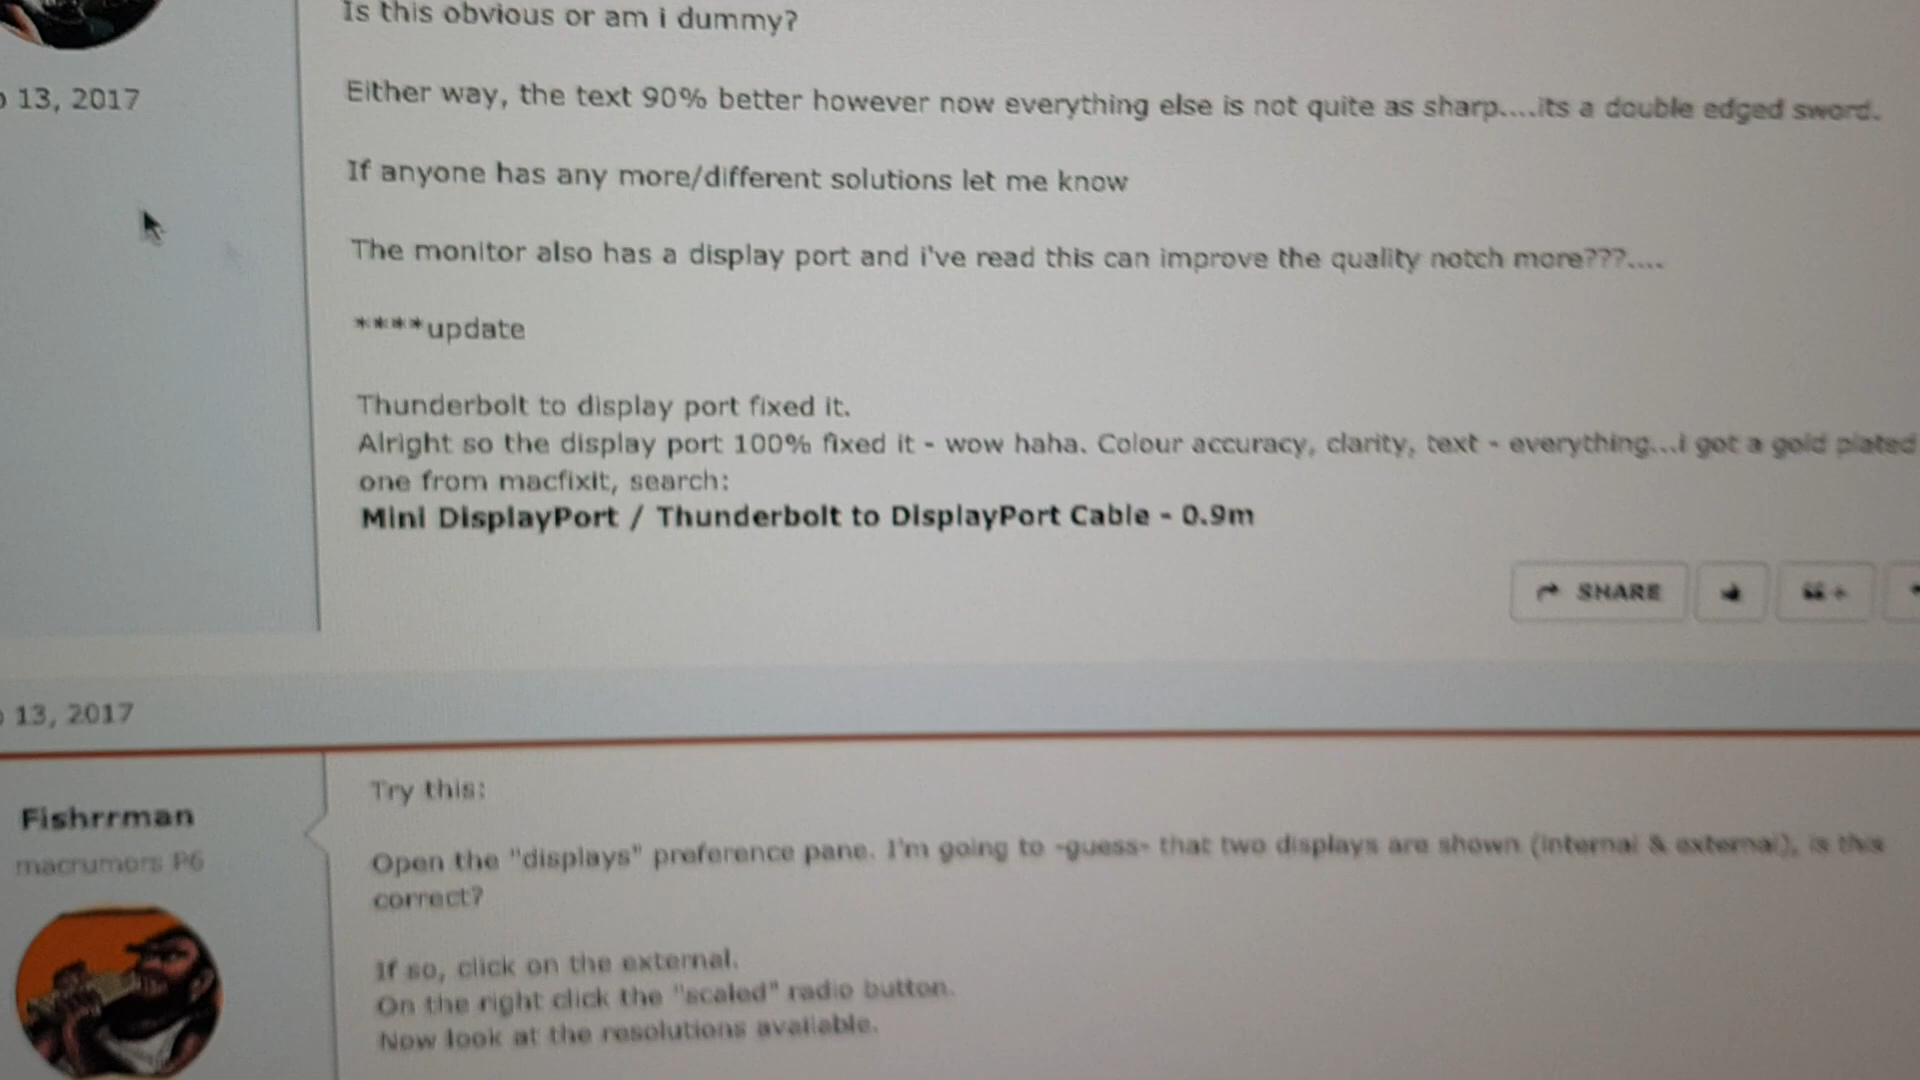 Is this obvious or am i dummy?
13, 2017
Either way, the text 90% better however now everything else is not quite as sharp....its a double edged sword.
If anyone has any more/different solutions let me know
The monitor also has a display port and i've read this can improve the quality notch more???....
****update
Thunderbolt to display port fixed it.
Alright so the display port 100% fixed it - wow haha. Colour accuracy, clarity, text - everything...i got a gold plated
one from macfixit, search:
Mini DisplayPort / Thunderbolt to DisplayPort Cable - 0.9m
SHARE
13, 2017
Fishrrman
macrumors P6
Try this:
Open the "displays" preference pane. I'm going to -guess- that two displays are shown (internal & external), is this
correct?
If so, click on the external.
On the right click the "scaled" radio button.
Now look at the resolutions available.